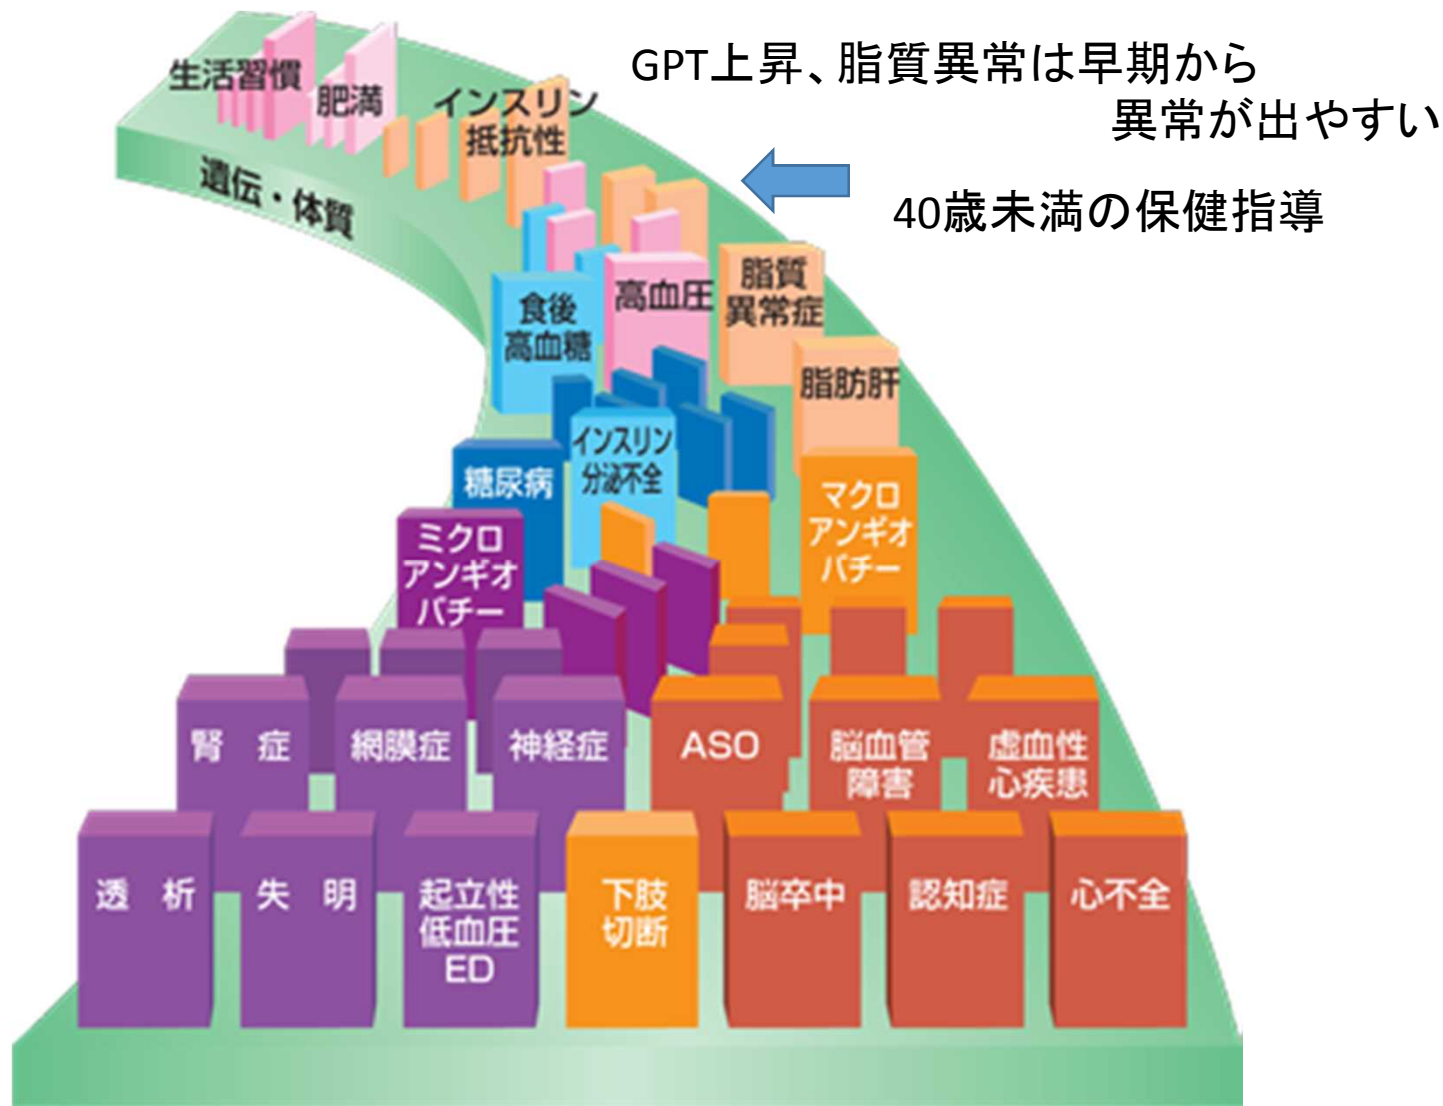 GPT上昇、脂質異常は早期から
異常が出やすい
40歳未満の保健指導
生活習慣
肥満
インスリン
抵抗性
遺伝・体質
食後
高血糖
高血圧
脂質
異常症
脂肪肝
糖尿病
インスリン
分泌不全
ミクロ
アンギオ
パチー
マクロ
アンギオ
パチー
腎 症
網膜症
神経症
ASO
脳血管
障害
虚血性
心疾患
透 析
失 明
起立性
低血圧
ED
下肢
切断
脳卒中
認知症
心不全